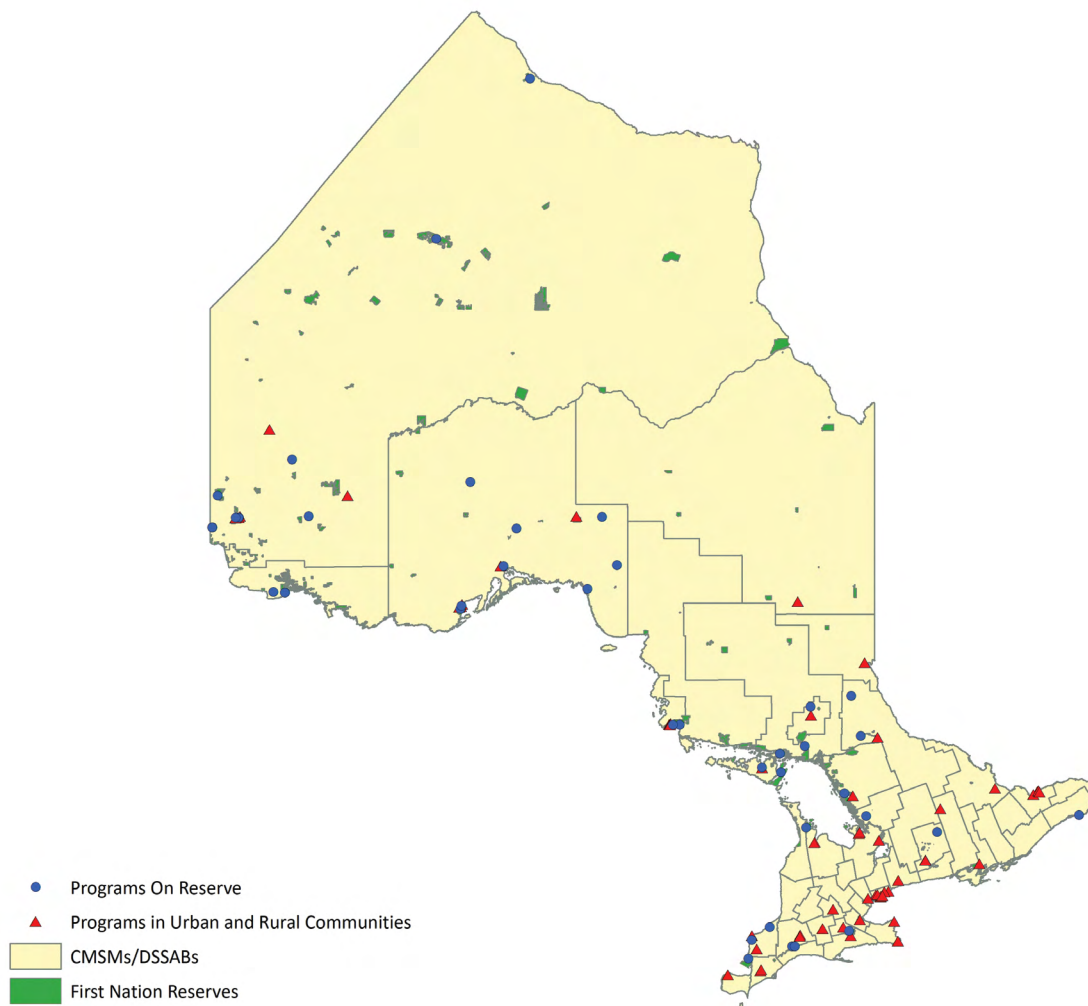 Programs On Reserve
Programs in Urban and Rural Communities
CMSMs/DSSABs
First Nation Reserves